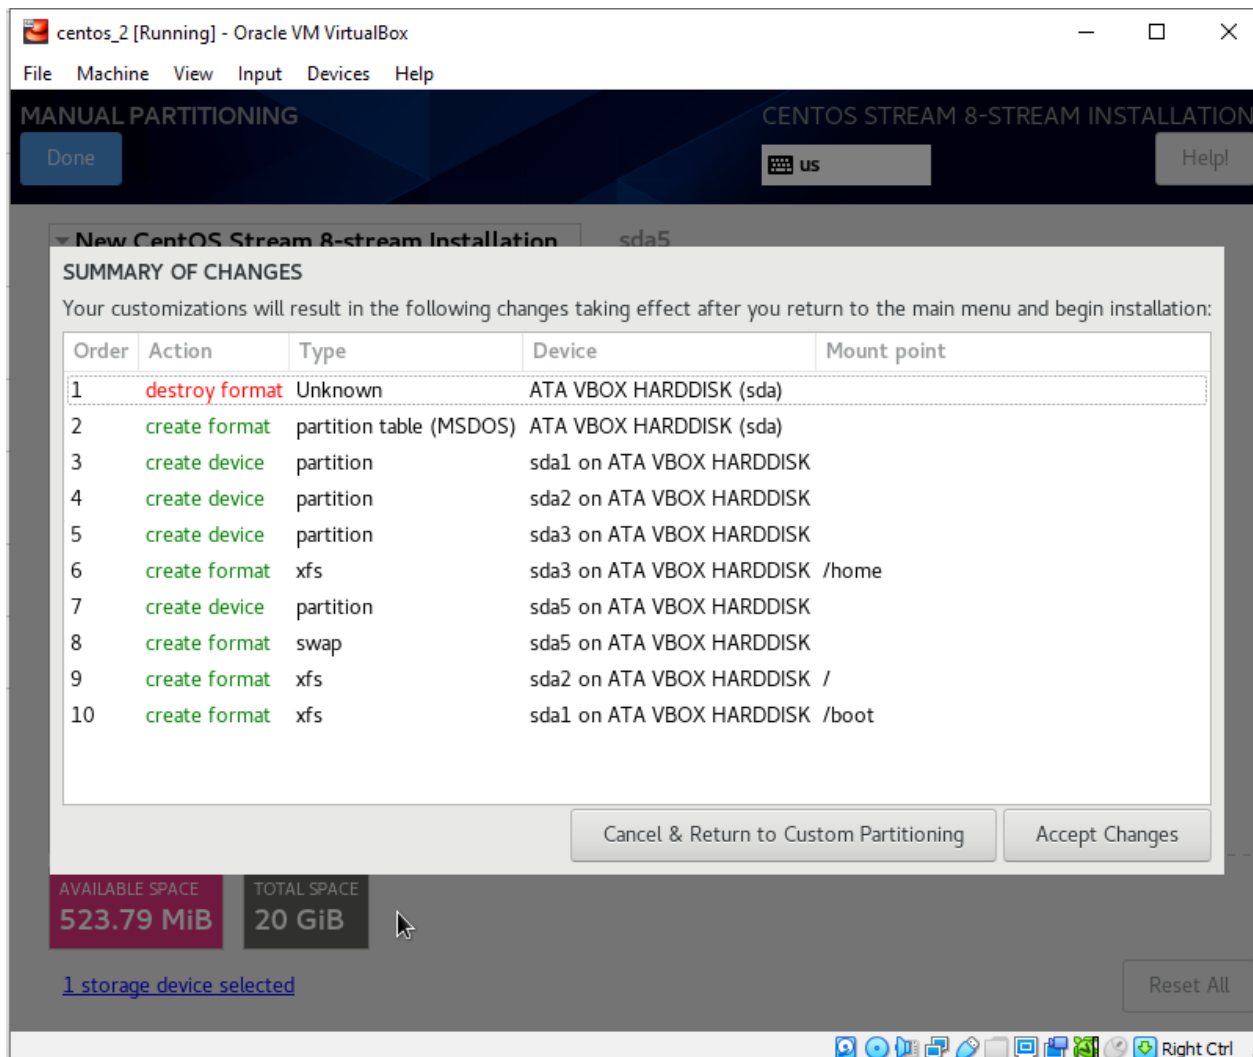 centos_2 [Running] - Oracle VM VirtualBox
File Machine View Input Devices Help
MANUAL PARTITIONING
CENTOS STREAM 8-STREAM INSTALLATION
Done
us
Help!
New CentOS Stream 8-stream Installation
sda5
SUMMARY OF CHANGES
Your customizations will result in the following changes taking effect after you return to the main menu and begin installation:
Order Action Type Device Mount point
1 destroy format Unknown ATA VBOX HARDDISK (sda)
2 create format partition table (MSDOS) ATA VBOX HARDDISK (sda)
3 create device partition sda1 on ATA VBOX HARDDISK
4 create device partition sda2 on ATA VBOX HARDDISK
5 create device partition sda3 on ATA VBOX HARDDISK
6 create format xfs sda3 on ATA VBOX HARDDISK /home
7 create device partition sda5 on ATA VBOX HARDDISK
8 create format swap sda5 on ATA VBOX HARDDISK
9 create format xfs sda2 on ATA VBOX HARDDISK /
10 create format xfs sda1 on ATA VBOX HARDDISK /boot
Cancel & Return to Custom Partitioning
Accept Changes
AVAILABLE SPACE
523.79 MiB
TOTAL SPACE
20 GiB
1 storage device selected
Reset All
Right Ctrl